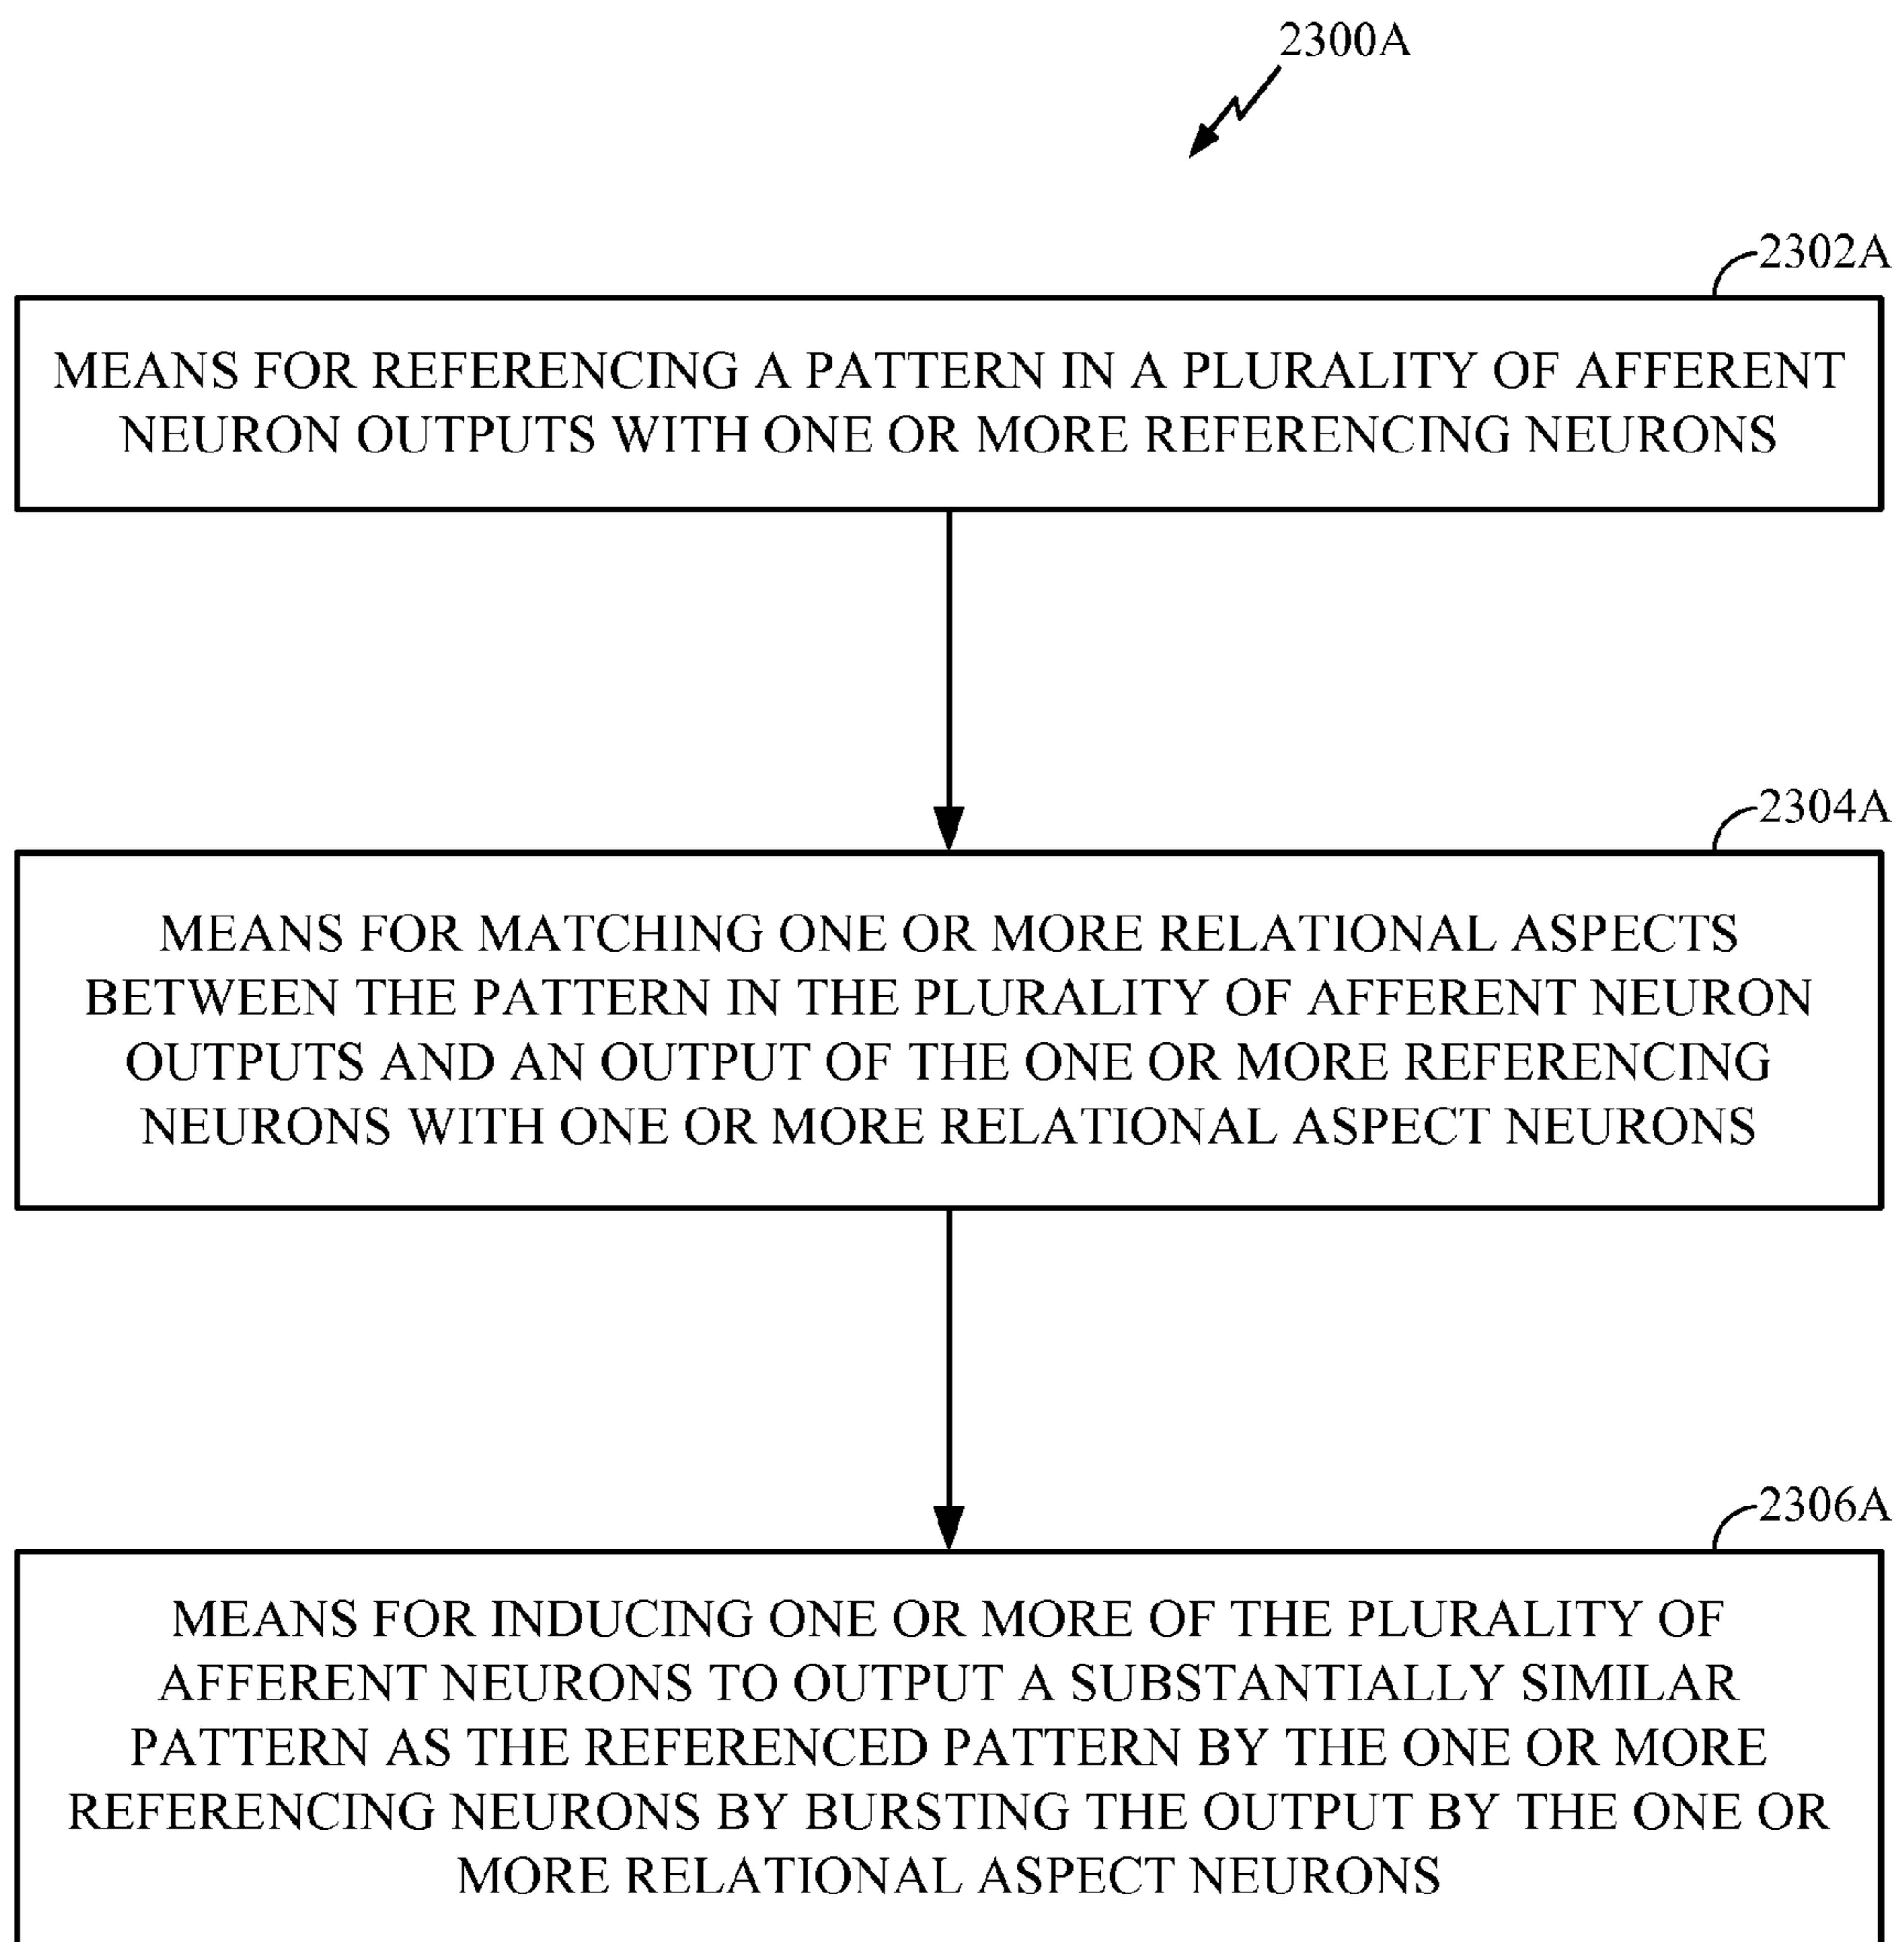 2300A
2302A
MEANS FOR REFERENCING A PATTERN IN A PLURALITY OF AFFERENT
NEURON OUTPUTS WITH ONE OR MORE REFERENCING NEURONS
2304A
MEANS FOR MATCHING ONE OR MORE RELATIONAL ASPECTS
BETWEEN THE PATTERN IN THE PLURALITY OF AFFERENT NEURON
OUTPUTS AND AN OUTPUT OF THE ONE OR MORE REFERENCING
NEURONS WITH ONE OR MORE RELATIONAL ASPECT NEURONS
2306A
MEANS FOR INDUCING ONE OR MORE OF THE PLURALITY OF
AFFERENT NEURONS TO OUTPUT A SUBSTANTIALLY SIMILAR
PATTERN AS THE REFERENCED PATTERN BY THE ONE OR MORE
REFERENCING NEURONS BY BURSTING THE OUTPUT BY THE ONE OR
MORE RELATIONAL ASPECT NEURONS